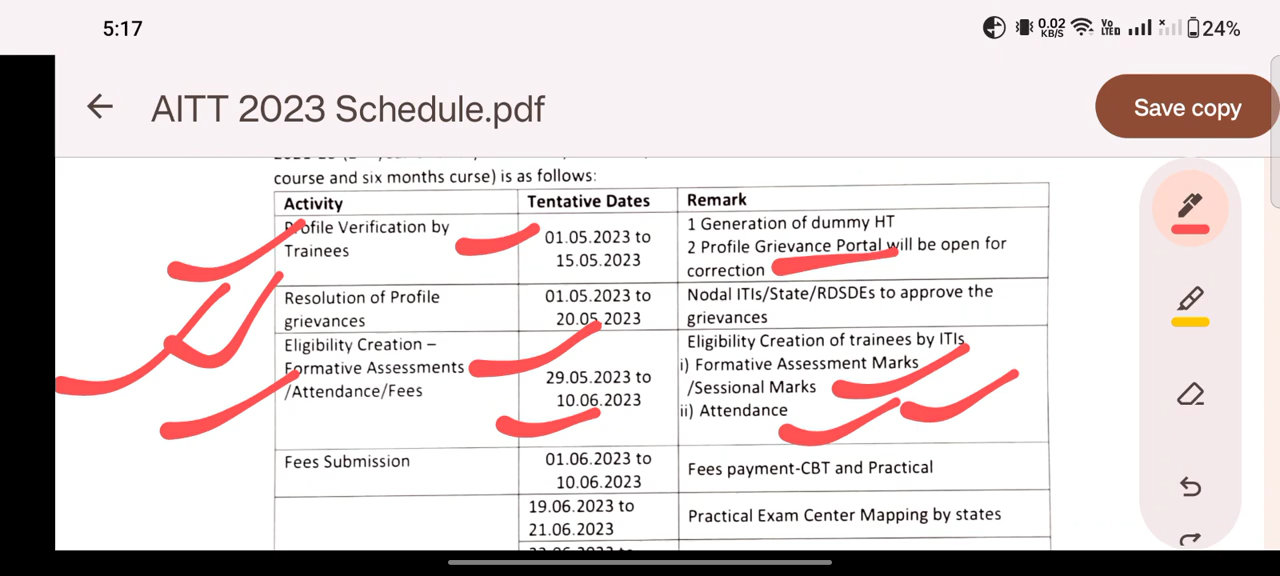 5:17
0.02
KB/S
Vo
LTED
24%
AITT 2023 Schedule.pdf
Save copy
course and six months curse) is as follows:
Activity Tentative Dates Remark
Profile Verification by
Trainees
01.05.2023 to
15.05.2023
1 Generation of dummy HT
2 Profile Grievance Portal will be open for
correction
Resolution of Profile
grievances
01.05.2023 to
20.05.2023
Nodal ITIs/State/RDSDEs to approve the
grievances
Eligibility Creation –
Formative Assessments
/Attendance/Fees
29.05.2023 to
10.06.2023
Eligibility Creation of trainees by ITIs
i) Formative Assessment Marks
/Sessional Marks
ii) Attendance
Fees Submission
01.06.2023 to
10.06.2023
Fees payment-CBT and Practical
19.06.2023 to
21.06.2023
Practical Exam Center Mapping by states